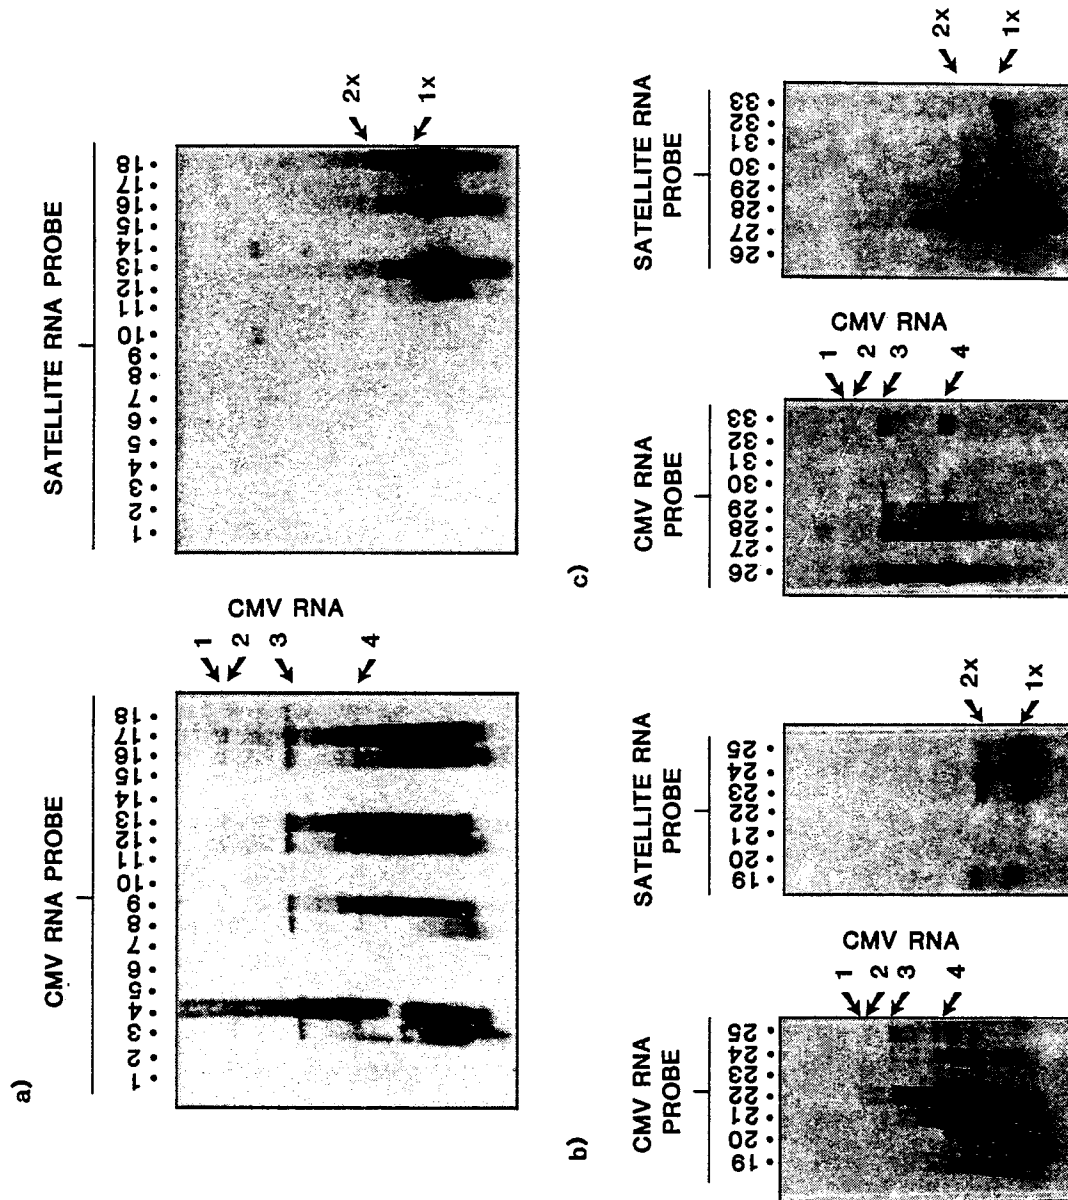 a)
CMV RNA PROBE
1 2 3 4 5 6 7 8 9 10 11 12 13 14 15 16 17 18
CMV RNA
1
2
3
4
SATELLITE RNA PROBE
1 2 3 4 5 6 7 8 9 10 11 12 13 14 15 16 17 18
2x
1x
b)
CMV RNA
PROBE
19 20 21 22 23 24 25
CMV RNA
1
2
3
4
SATELLITE RNA
PROBE
19 20 21 22 23 24 25
2x
1x
c)
CMV RNA
PROBE
26 27 28 29 30 31 32 33
CMV RNA
1
2
3
4
SATELLITE RNA
PROBE
26 27 28 29 30 31 32 33
2x
1x